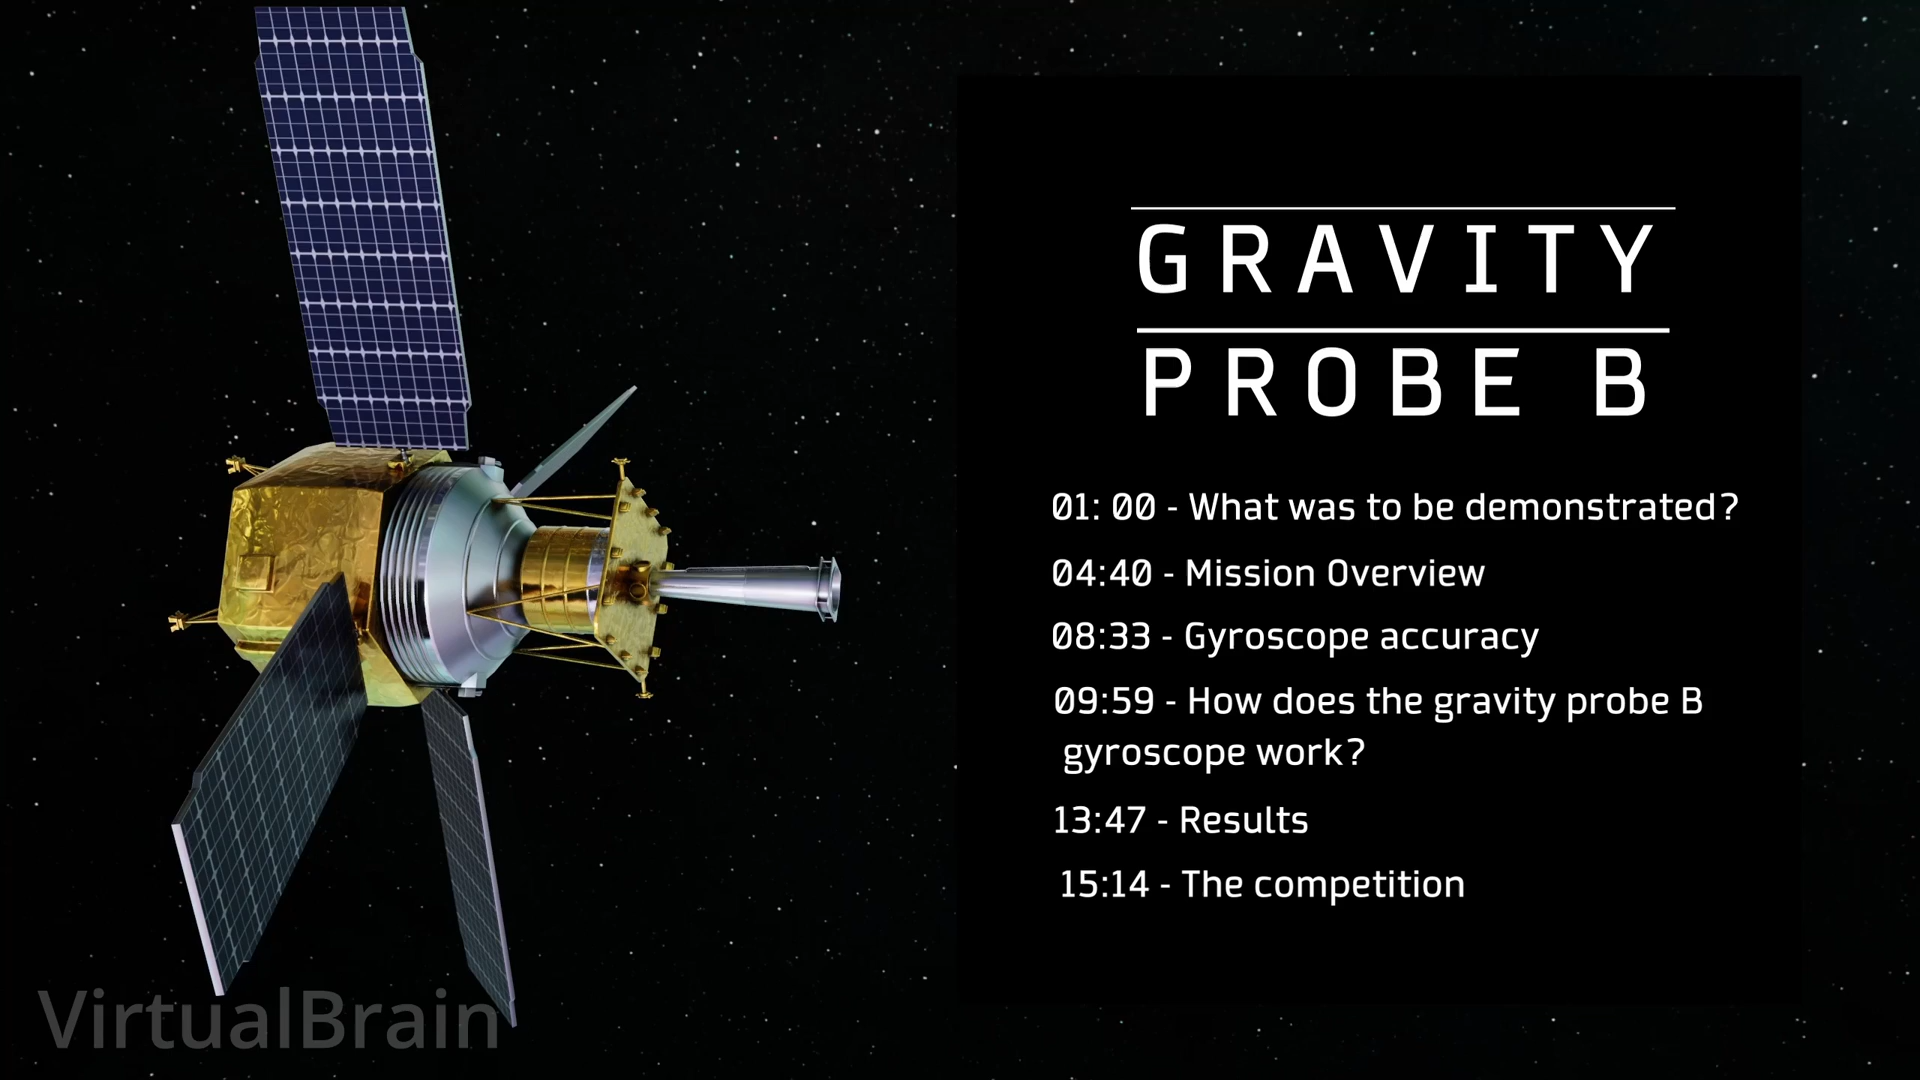 GRAVITY
PROBE B
01: 00 - What was to be demonstrated?
04:40 - Mission Overview
08:33 - Gyroscope accuracy
09:59 - How does the gravity probe B
gyroscope work?
13:47 - Results
15:14 - The competition
VirtualBrain